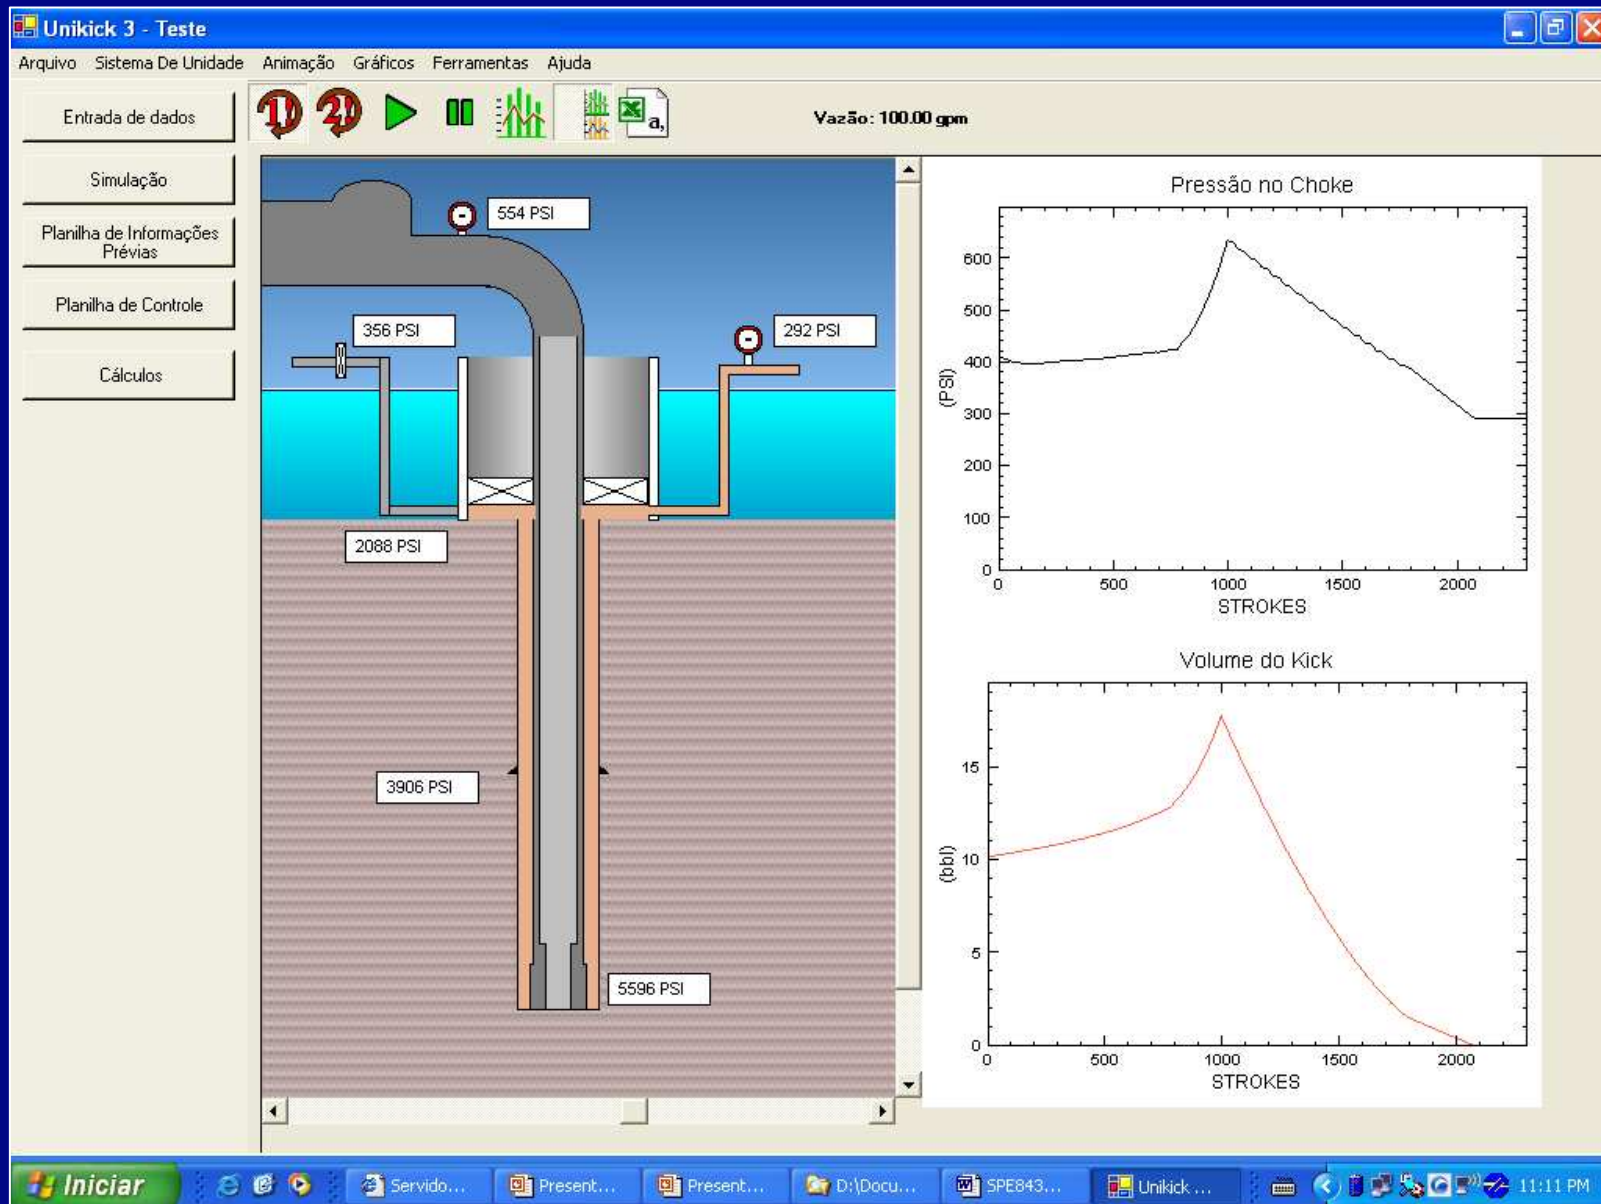 Unikick 3 - Teste
Arquivo Sistema De Unidade Animação Gráficos Ferramentas Ajuda
Entrada de dados
Simulação
Planilha de Informações
Prévias
Planilha de Controle
Cálculos
1
2
a,
Vazão: 100.00 gpm
554 PSI
356 PSI
292 PSI
2088 PSI
3906 PSI
5596 PSI
Pressão no Choke
(PSI)
600
500
400
300
200
100
0
0 500 1000 1500 2000
STROKES
Volume do Kick
(bbl)
15
10
5
0
0 500 1000 1500 2000
STROKES
Iniciar
Servido...
Present...
Present...
D:\Docu...
SPE843...
Unikick ...
11:11 PM